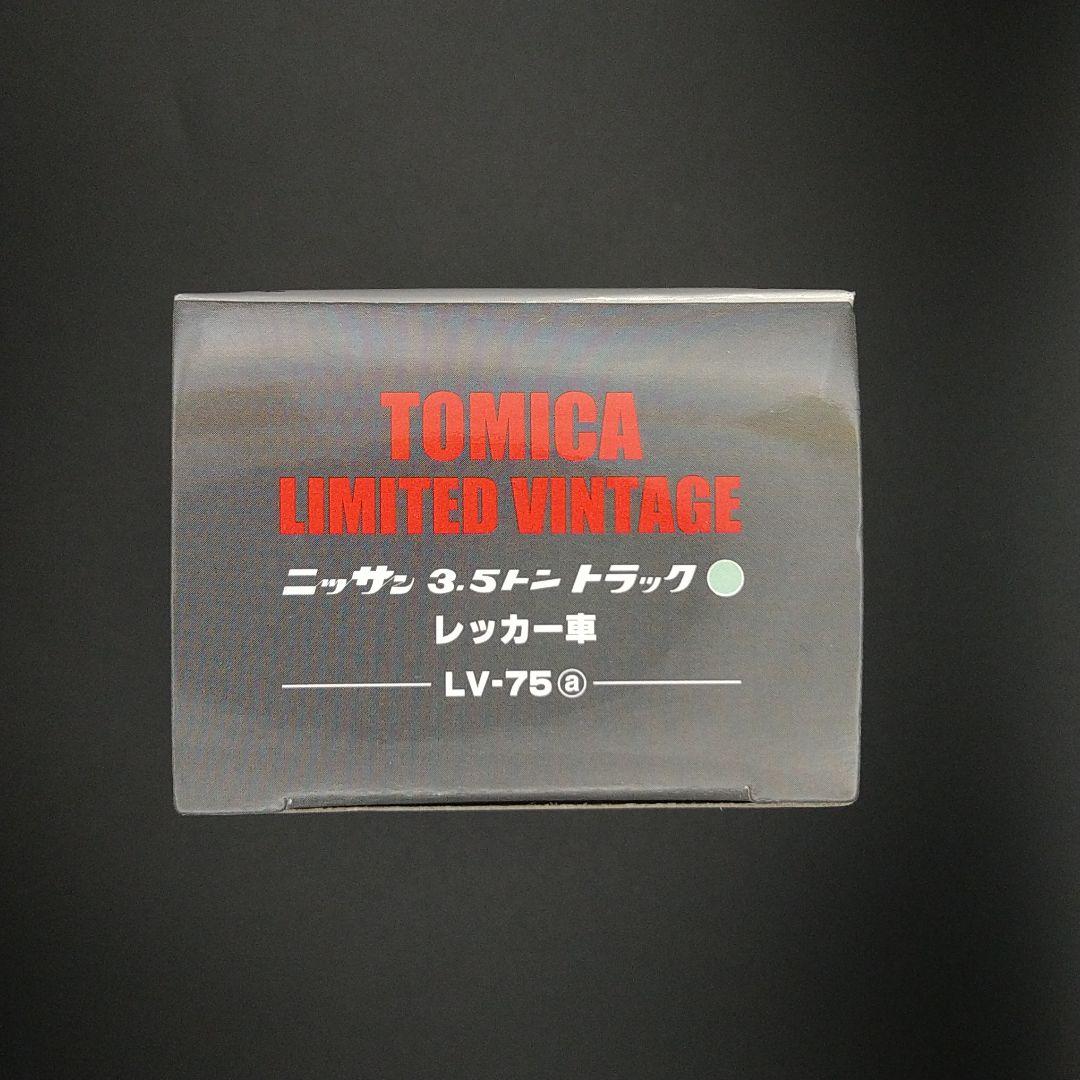 TOMICA
LIMITED VINTAGE
ニッサン 3.5トン トラック
レッカー車
LV-75ⓐ